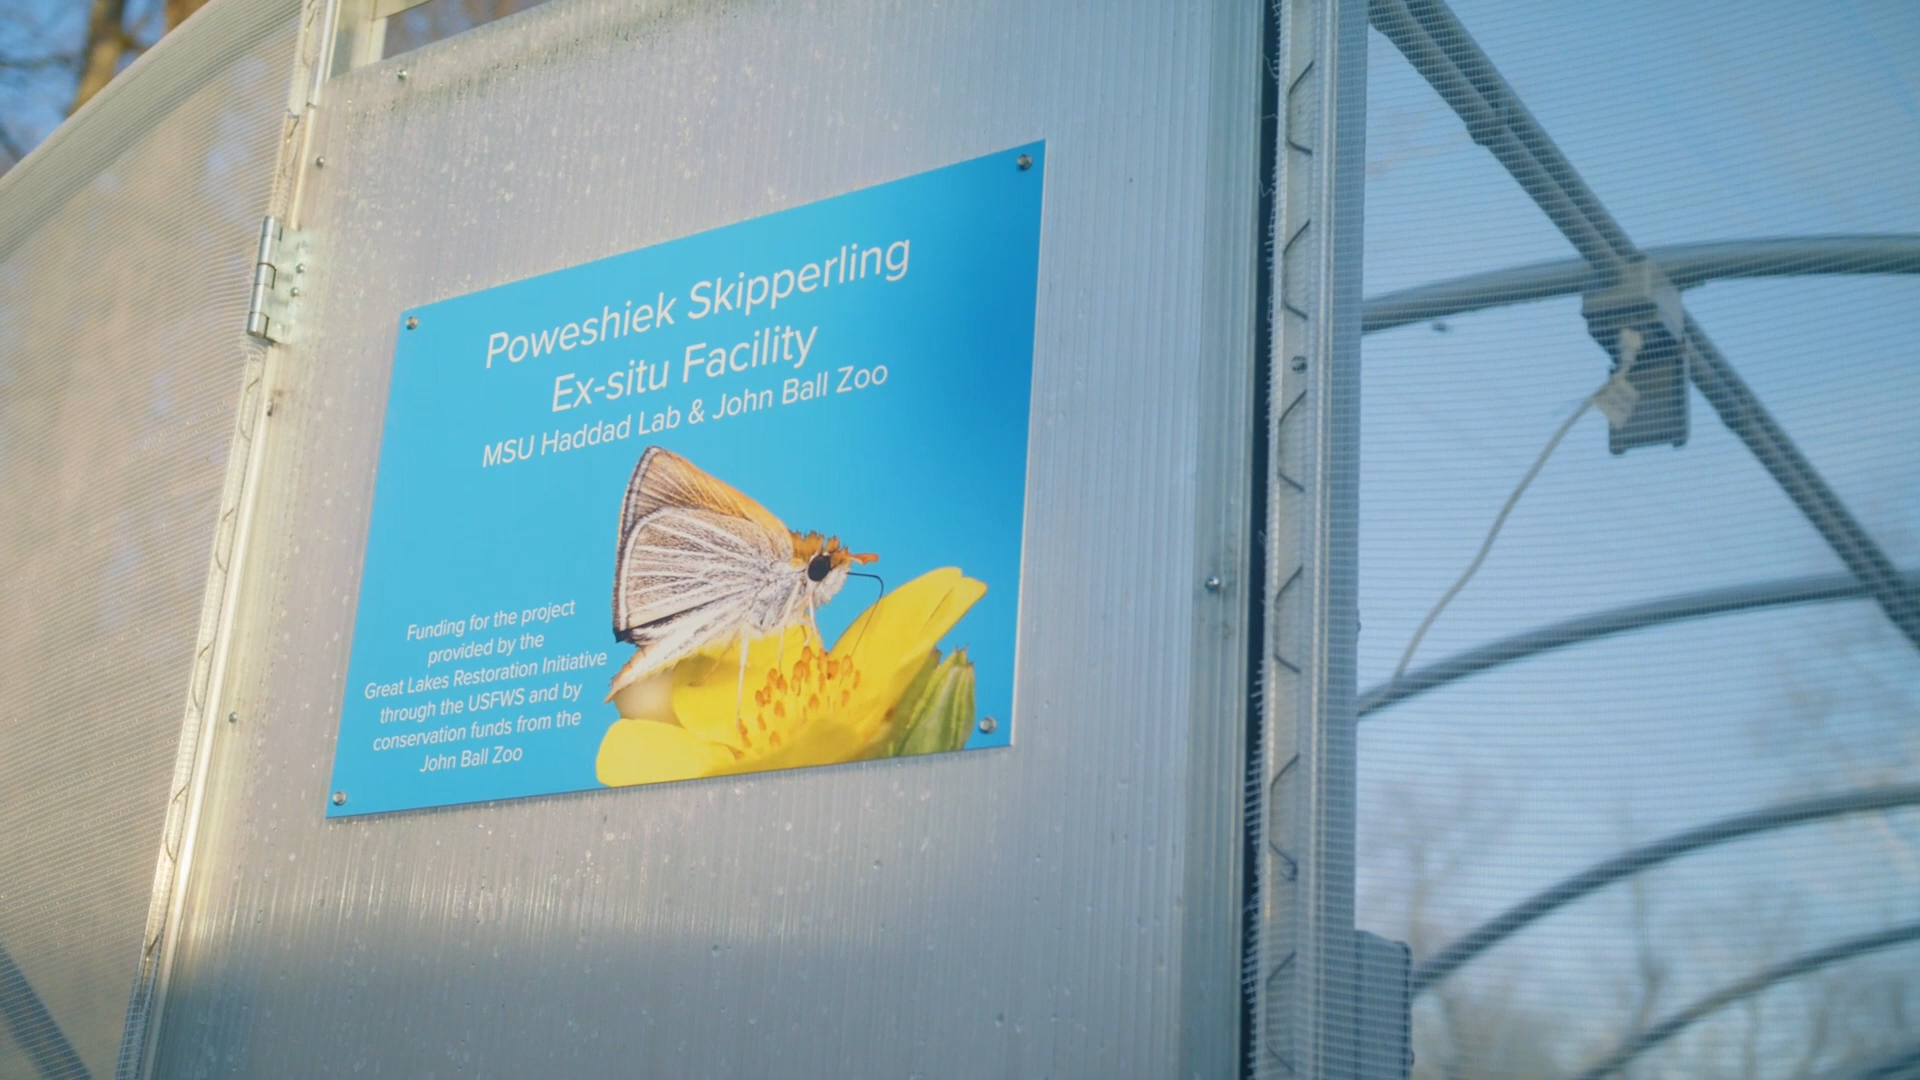 Poweshiek Skipperling
Ex-situ Facility
MSU Haddad Lab & John Ball Zoo
Funding for the project
provided by the
Great Lakes Restoration Initiative
through the USFWS and by
conservation funds from the
John Ball Zoo